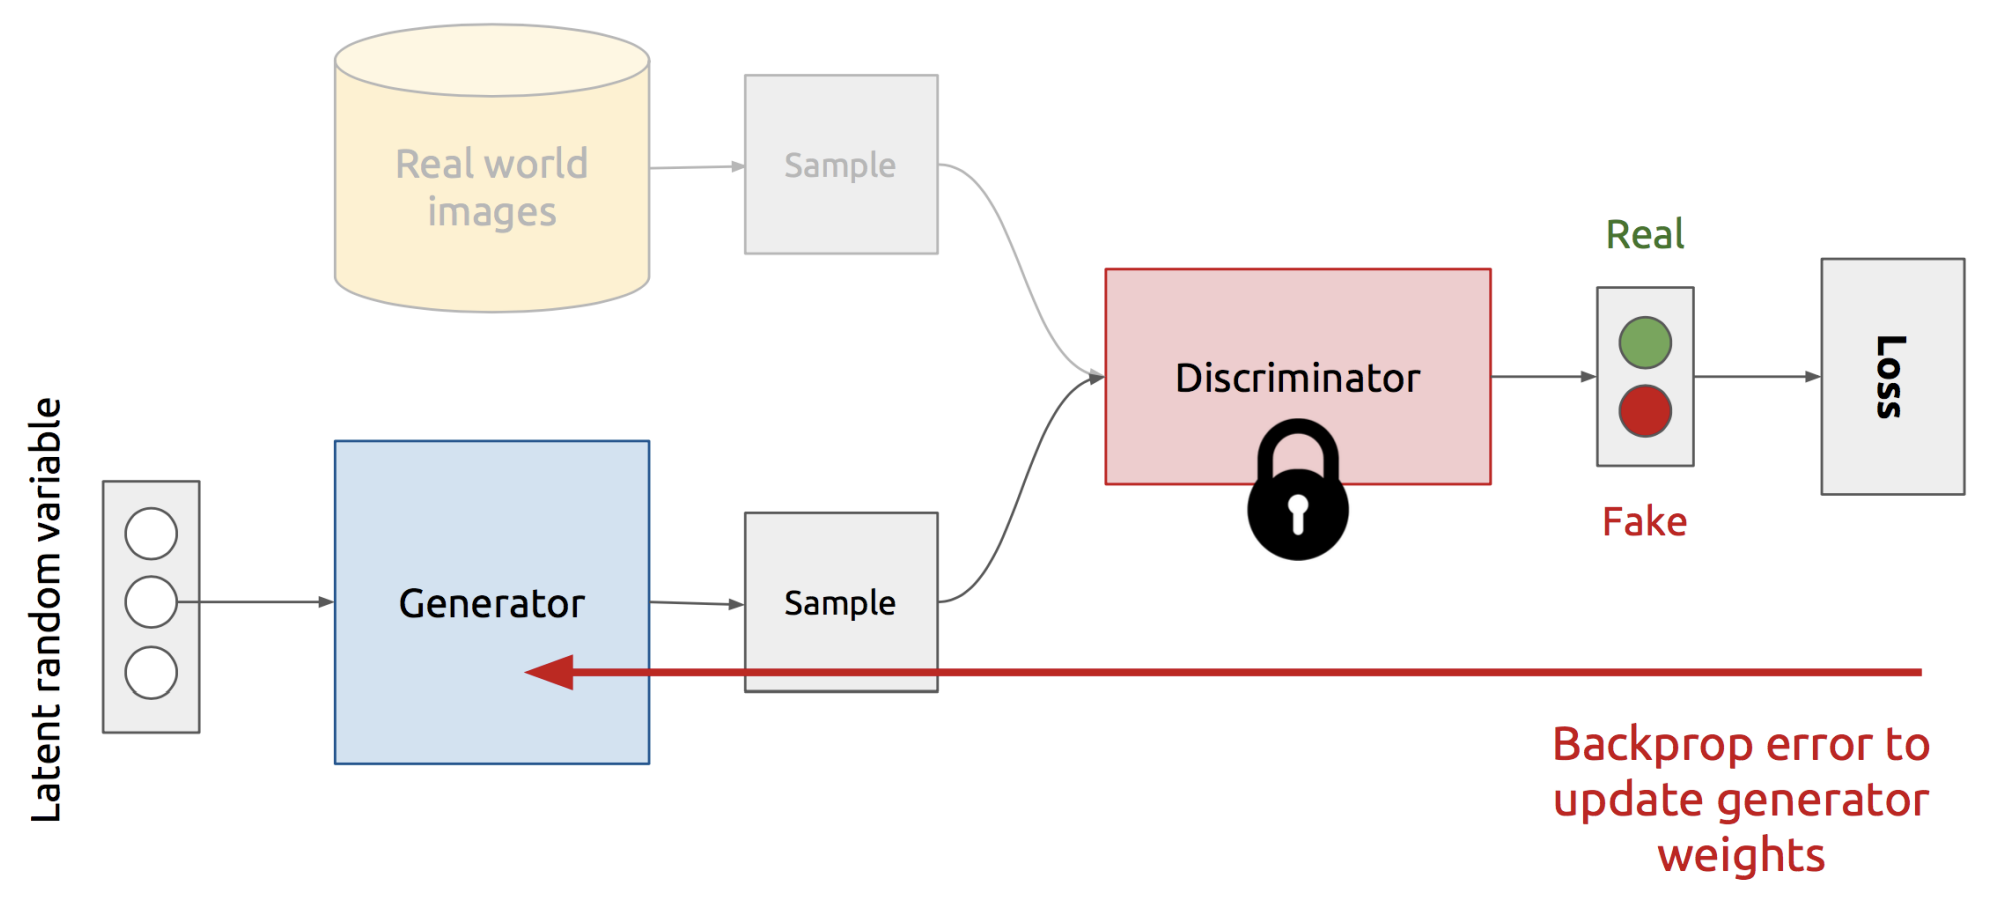 Real world
images
Sample
Real
Discriminator
Loss
Fake
Latent random variable
Generator
Sample
Backprop error to
update generator
weights